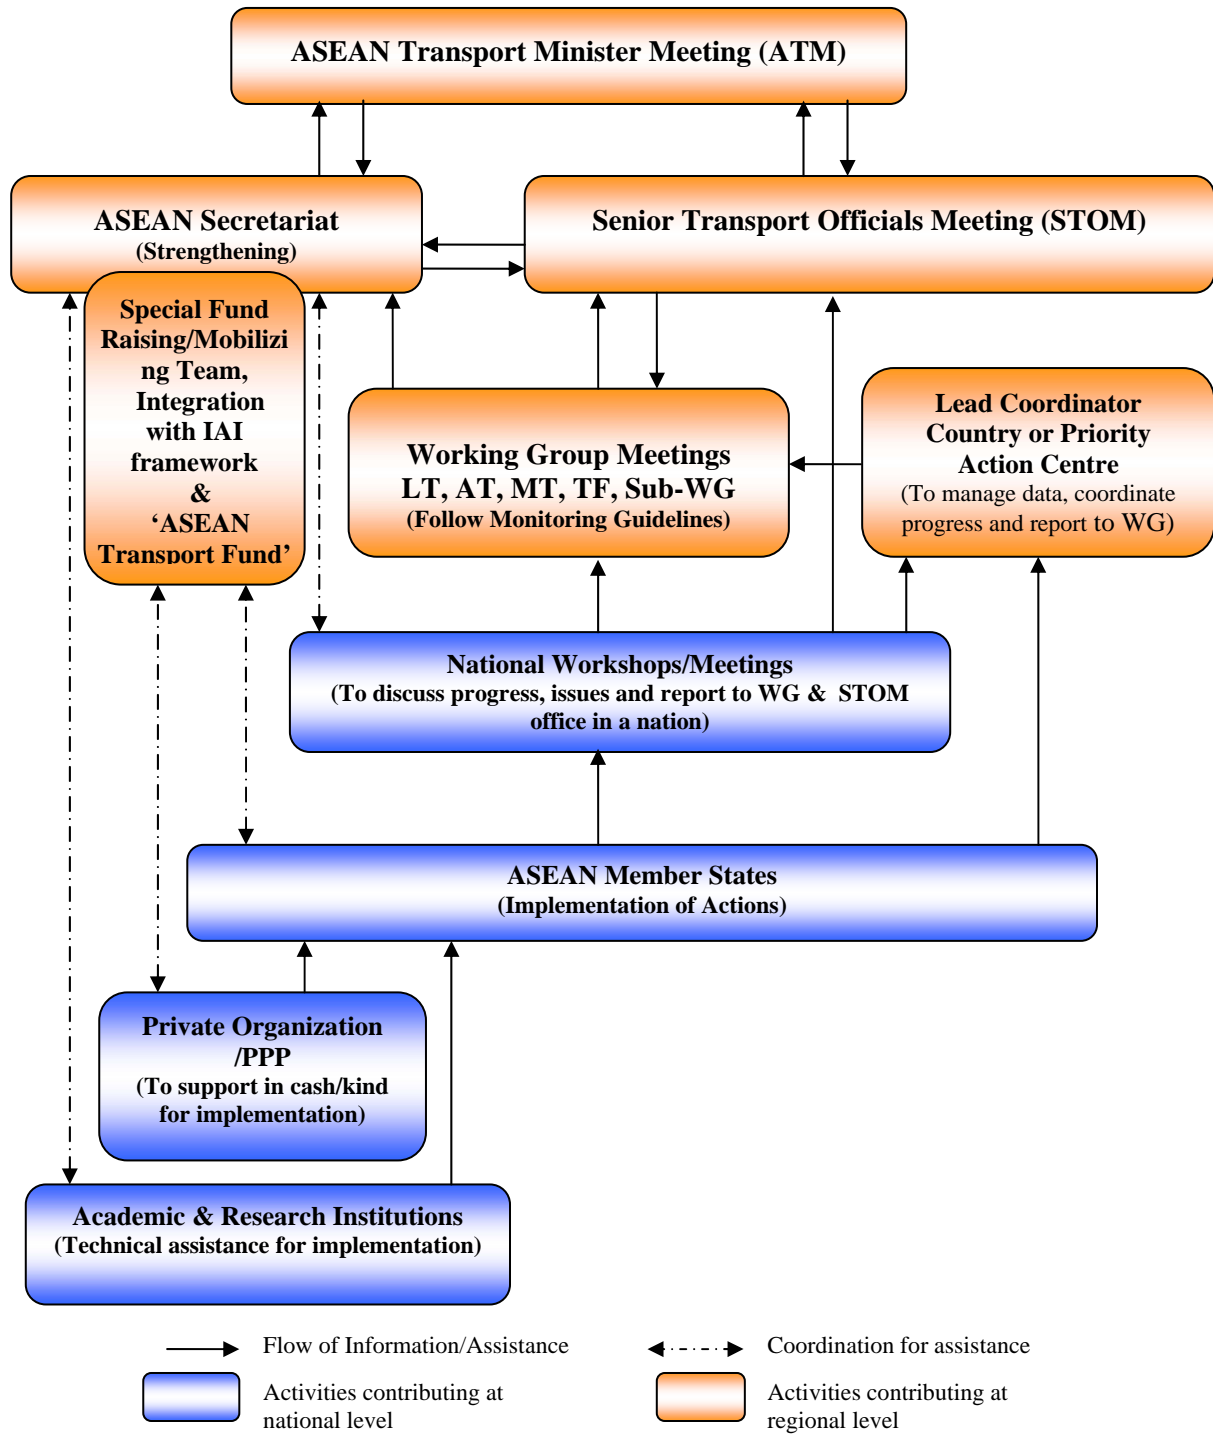 ASEAN Transport Minister Meeting (ATM)
ASEAN Secretariat
(Strengthening)
Senior Transport Officials Meeting (STOM)
Special Fund
Raising/Mobilizi
ng Team,
Integration
with IAI
framework
&
‘ASEAN
Transport Fund’
Working Group Meetings
LT, AT, MT, TF, Sub-WG
(Follow Monitoring Guidelines)
Lead Coordinator
Country or Priority
Action Centre
(To manage data, coordinate
progress and report to WG)
National Workshops/Meetings
(To discuss progress, issues and report to WG & STOM
office in a nation)
ASEAN Member States
(Implementation of Actions)
Private Organization
/PPP
(To support in cash/kind
for implementation)
Academic & Research Institutions
(Technical assistance for implementation)
Flow of Information/Assistance
Coordination for assistance
Activities contributing at
national level
Activities contributing at
regional level